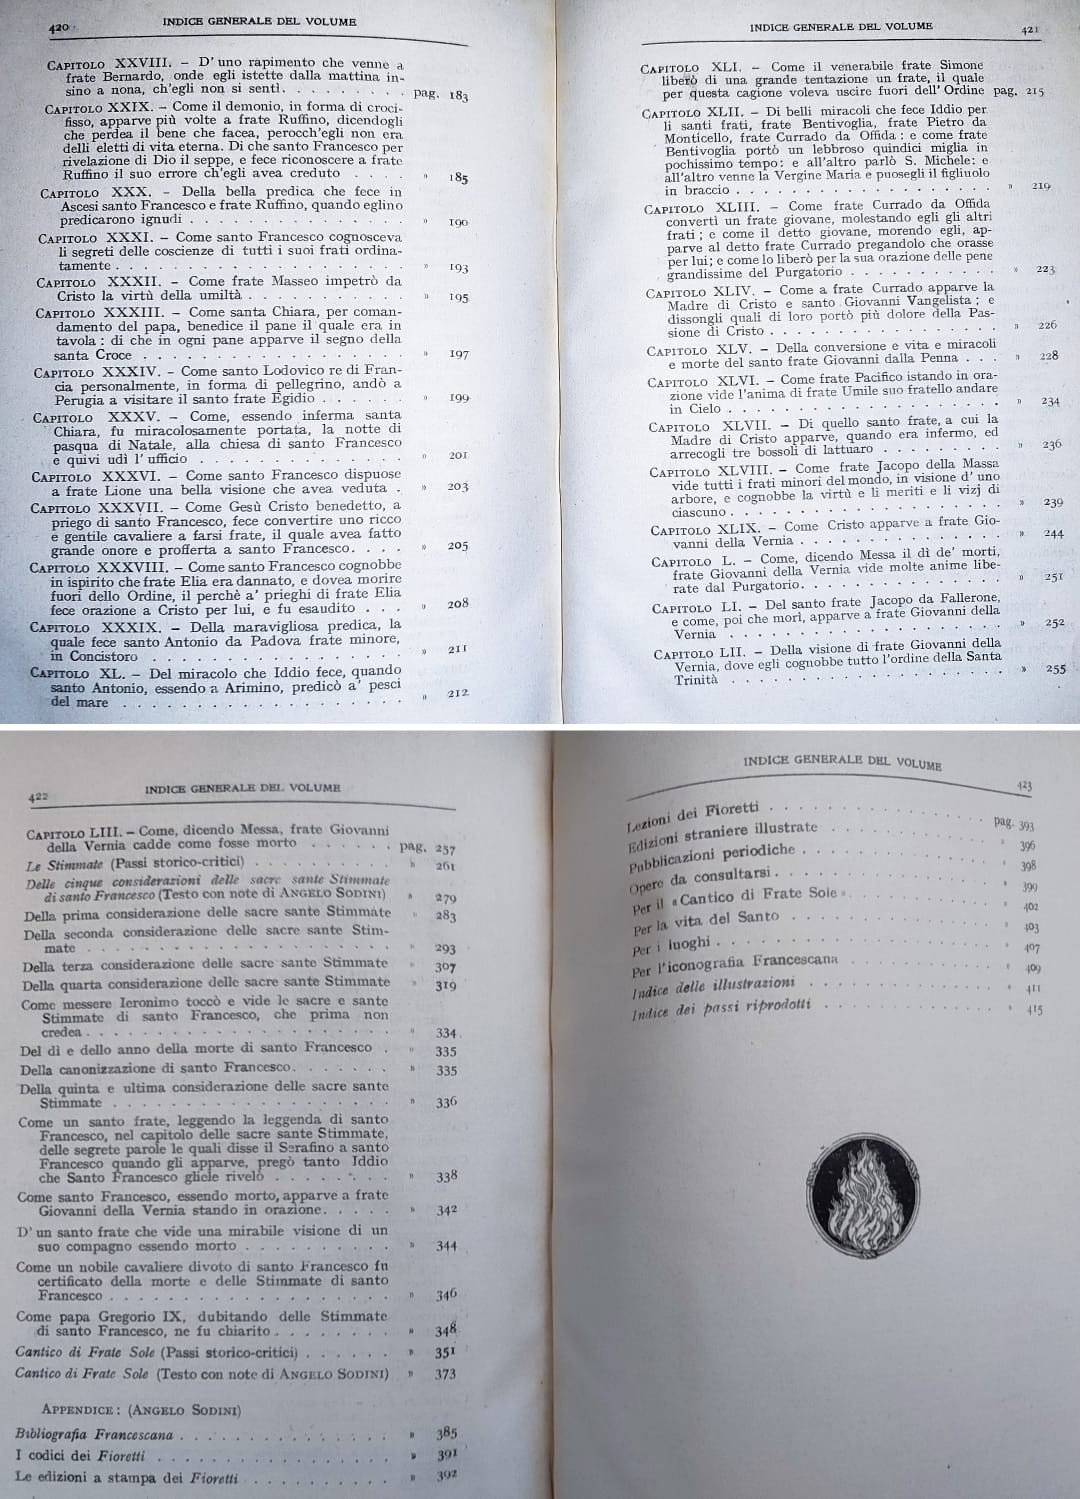 420
INDICE GENERALE DEL VOLUME
CAPITOLO XXVIII. – D'uno rapimento che venne a
frate Bernardo, onde egli istette dalla mattina in-
sino a nona, ch'egli non si sentì. . . . . . . . . pag. 183
CAPITOLO XXIX. – Come il demonio, in forma di croci-
fisso, apparve più volte a frate Ruffino, dicendogli
che perdea il bene che facea, perocch'egli non era
delli eletti di vita eterna. Di che santo Francesco per
rivelazione di Dio il seppe, e fece riconoscere a frate
Ruffino il suo errore ch'egli avea creduto . . . . » 185
CAPITOLO XXX. – Della bella predica che fece in
Ascesi santo Francesco e frate Ruffino, quando eglino
predicarono ignudi . . . . . . . . . . . . . » 190
CAPITOLO XXXI. – Come santo Francesco cognosceva
li segreti delle coscienze di tutti i suoi frati ordina-
tamente . . . . . . . . . . . . . . . . » 193
CAPITOLO XXXII. – Come frate Masseo impetrò da
Cristo la virtù della umiltà . . . . . . . . . . » 195
CAPITOLO XXXIII. – Come santa Chiara, per coman-
damento del papa, benedice il pane il quale era in
tavola : di che in ogni pane apparve il segno della
santa Croce . . . . . . . . . . . . . . . » 197
CAPITOLO XXXIV. – Come santo Lodovico re di Fran-
cia personalmente, in forma di pellegrino, andò a
Perugia a visitare il santo frate Egidio . . . . . » 199
CAPITOLO XXXV. – Come, essendo inferma santa
Chiara, fu miracolosamente portata, la notte di
pasqua di Natale, alla chiesa di santo Francesco
e quivi udì l'ufficio . . . . . . . . . . . . » 201
CAPITOLO XXXVI. – Come santo Francesco dispuose
a frate Lione una bella visione che avea veduta . » 203
CAPITOLO XXXVII. – Come Gesù Cristo benedetto, a
priego di santo Francesco, fece convertire uno ricco
e gentile cavaliere a farsi frate, il quale avea fatto
grande onore e profferta a santo Francesco. . . . » 205
CAPITOLO XXXVIII. – Come santo Francesco cognobbe
in ispirito che frate Elia era dannato, e dovea morire
fuori dello Ordine, il perchè a' prieghi di frate Elia
fece orazione a Cristo per lui, e fu esaudito . . . » 208
CAPITOLO XXXIX. – Della maravigliosa predica, la
quale fece santo Antonio da Padova frate minore,
in Concistoro . . . . . . . . . . . . . . » 211
CAPITOLO XL. – Del miracolo che Iddio fece, quando
santo Antonio, essendo a Arimino, predicò a' pesci
del mare . . . . . . . . . . . . . . . . » 212
INDICE GENERALE DEL VOLUME
421
CAPITOLO XLI. – Come il venerabile frate Simone
liberò di una grande tentazione un frate, il quale
per questa cagione voleva uscire fuori dell'Ordine pag. 215
CAPITOLO XLII. – Di belli miracoli che fece Iddio per
li santi frati, frate Bentivoglia, frate Pietro da
Monticello, frate Currado da Offida : e come frate
Bentivoglia portò un lebbroso quindici miglia in
pochissimo tempo: e all'altro parlò S. Michele: e
all'altro venne la Vergine Maria e puosegli il figliuolo
in braccio . . . . . . . . . . . . . . . . » 219
CAPITOLO XLIII. – Come frate Currado da Offida
convertì un frate giovane, molestando egli gli altri
frati ; e come il detto giovane, morendo egli, ap-
parve al detto frate Currado pregandolo che orasse
per lui; e come lo liberò per la sua orazione delle pene
grandissime del Purgatorio . . . . . . . . . . » 223
CAPITOLO XLIV. – Come a frate Currado apparve la
Madre di Cristo e santo Giovanni Vangelista ; e
dissongli quali di loro portò più dolore della Pas-
sione di Cristo . . . . . . . . . . . . . . » 226
CAPITOLO XLV. – Della conversione e vita e miracoli
e morte del santo frate Giovanni dalla Penna . . . » 228
CAPITOLO XLVI. – Come frate Pacifico istando in ora-
zione vide l'anima di frate Umile suo fratello andare
in Cielo . . . . . . . . . . . . . . . . » 234
CAPITOLO XLVII. – Di quello santo frate, a cui la
Madre di Cristo apparve, quando era infermo, ed
arrecogli tre bossoli di lattuaro . . . . . . . . » 236
CAPITOLO XLVIII. – Come frate Jacopo della Massa
vide tutti i frati minori del mondo, in visione d'uno
arbore, e cognobbe la virtù e li meriti e li vizj di
ciascuno . . . . . . . . . . . . . . . . » 239
CAPITOLO XLIX. – Come Cristo apparve a frate Gio-
vanni della Vernia . . . . . . . . . . . . . » 244
CAPITOLO L. – Come, dicendo Messa il dì de' morti,
frate Giovanni della Vernia vide molte anime libe-
rate dal Purgatorio. . . . . . . . . . . . . » 251
CAPITOLO LI. – Del santo frate Jacopo da Fallerone,
e come, poi che morì, apparve a frate Giovanni della
Vernia . . . . . . . . . . . . . . . . » 252
CAPITOLO LII. – Della visione di frate Giovanni della
Vernia, dove egli cognobbe tutto l'ordine della Santa
Trinità . . . . . . . . . . . . . . . . » 255
422
INDICE GENERALE DEL VOLUME
CAPITOLO LIII. – Come, dicendo Messa, frate Giovanni
della Vernia cadde come fosse morto . . . . . . pag. 257
Le Stimmate (Passi storico-critici) . . . . . . . . » 261
Delle cinque considerazioni delle sacre sante Stimmate
di santo Francesco (Testo con note di ANGELO SODINI) » 279
Della prima considerazione delle sacre sante Stimmate » 283
Della seconda considerazione delle sacre sante Stim-
mate . . . . . . . . . . . . . . . . . » 293
Della terza considerazione delle sacre sante Stimmate » 307
Della quarta considerazione delle sacre sante Stimmate » 319
Come messere Ieronimo toccò e vide le sacre e sante
Stimmate di santo Francesco, che prima non
credea . . . . . . . . . . . . . . . . . » 334
Del dì e dello anno della morte di santo Francesco . » 335
Della canonizzazione di santo Francesco. . . . . . » 335
Della quinta e ultima considerazione delle sacre sante
Stimmate . . . . . . . . . . . . . . . . » 336
Come un santo frate, leggendo la leggenda di santo
Francesco, nel capitolo delle sacre sante Stimmate,
delle segrete parole le quali disse il Serafino a santo
Francesco quando gli apparve, pregò tanto Iddio
che Santo Francesco gliele rivelò . . . . . . . . » 338
Come santo Francesco, essendo morto, apparve a frate
Giovanni della Vernia stando in orazione. . . . . » 342
D'un santo frate che vide una mirabile visione di un
suo compagno essendo morto . . . . . . . . . » 344
Come un nobile cavaliere divoto di santo Francesco fu
certificato della morte e delle Stimmate di santo
Francesco . . . . . . . . . . . . . . . . » 346
Come papa Gregorio IX, dubitando delle Stimmate
di santo Francesco, ne fu chiarito . . . . . . . . » 348
Cantico di Frate Sole (Passi storico-critici) . . . . . . » 351
Cantico di Frate Sole (Testo con note di ANGELO SODINI) » 373
APPENDICE : (ANGELO SODINI)
Bibliografia Francescana . . . . . . . . . . . . » 385
I codici dei Fioretti . . . . . . . . . . . . . . » 391
Le edizioni a stampa dei Fioretti . . . . . . . . . » 392
INDICE GENERALE DEL VOLUME
423
Lezioni dei Fioretti . . . . . . . . . . . . . pag. 393
Edizioni straniere illustrate . . . . . . . . . . » 396
Pubblicazioni periodiche . . . . . . . . . . . . » 398
Opere da consultarsi . . . . . . . . . . . . . » 399
Per il «Cantico di Frate Sole» . . . . . . . . . » 402
Per la vita del Santo . . . . . . . . . . . . . » 403
Per i luoghi . . . . . . . . . . . . . . . . » 407
Per l'iconografia Francescana . . . . . . . . . . » 409
Indice delle illustrazioni . . . . . . . . . . . » 411
Indice dei passi riprodotti . . . . . . . . . . . » 415